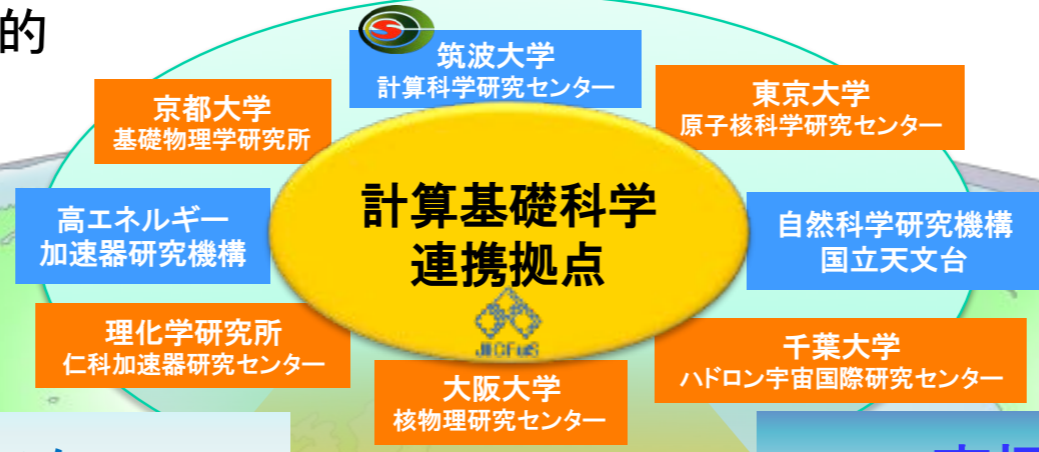 的
筑波大学
計算科学研究センター
京都大学
基礎物理学研究所
東京大学
原子核科学研究センター
計算基礎科学
連携拠点
高エネルギー
加速器研究機構
自然科学研究機構
国立天文台
JICFuS
理化学研究所
仁科加速器研究センター
千葉大学
ハドロン宇宙国際研究センター
大阪大学
核物理研究センター